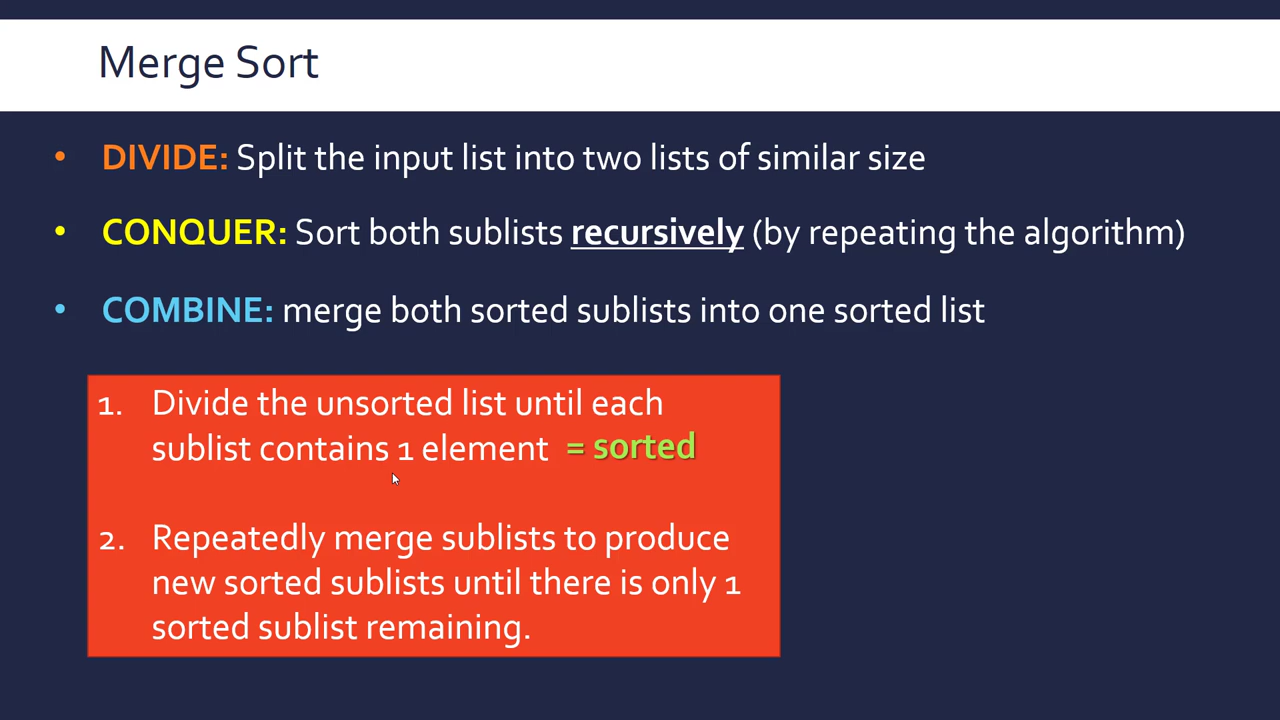 Merge Sort
• DIVIDE: Split the input list into two lists of similar size
• CONQUER: Sort both sublists recursively (by repeating the algorithm)
• COMBINE: merge both sorted sublists into one sorted list
1. Divide the unsorted list until each
sublist contains 1 element = sorted
2. Repeatedly merge sublists to produce
new sorted sublists until there is only 1
sorted sublist remaining.